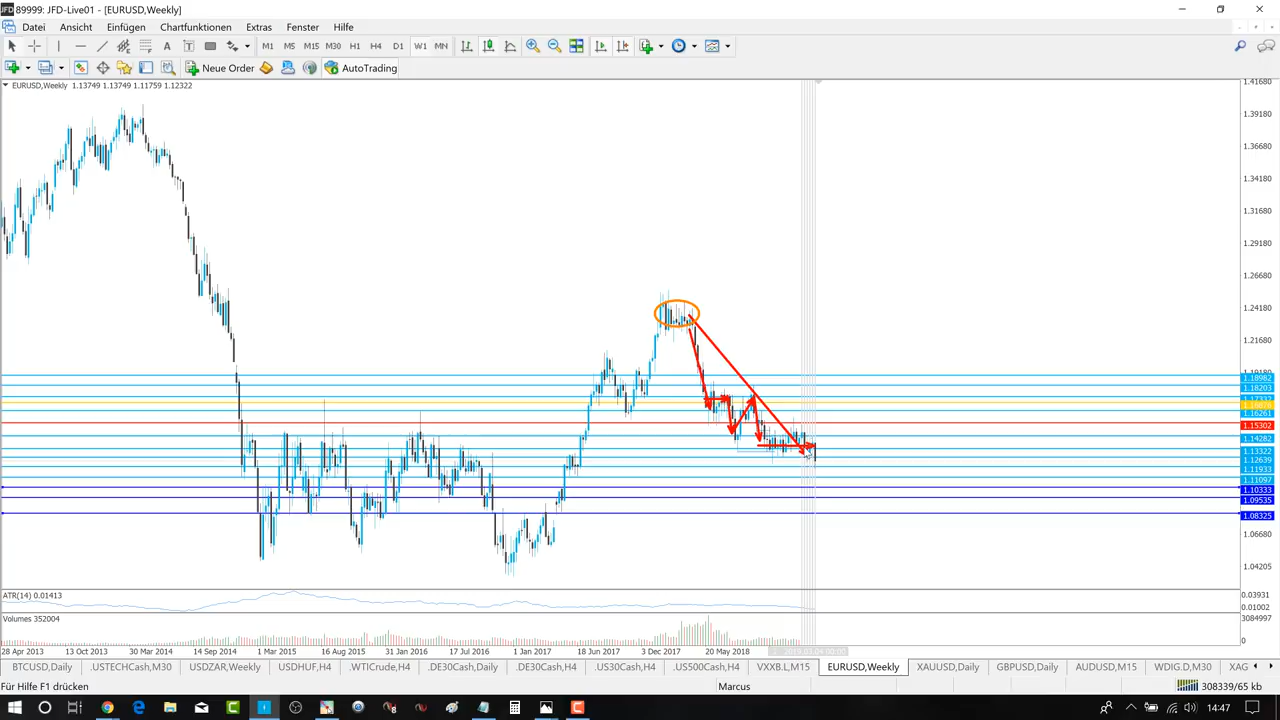 89999: JFD-Live01 - [EURUSD,Weekly]
Datei Ansicht Einfügen Chartfunktionen Extras Fenster Hilfe
A T M1 M5 M15 M30 H1 H4 D1 W1 MN
New Order AutoTrading
EURUSD,Weekly 1.13749 1.13749 1.11759 1.12322
1.41680
1.39180
1.36680
1.34180
1.31680
1.29180
1.26680
1.24180
1.21680
1.18982
1.18203
1.16261
1.15302
1.14282
1.13322
1.12639
1.11933
1.11097
1.10333
1.09535
1.08325
1.06680
1.04205
ATR(14) 0.01413
0.03931
0.01002
Volumes 352004
3084997
0
28 Apr 2013 13 Oct 2013 30 Mar 2014 14 Sep 2014 1 Mar 2015 16 Aug 2015 31 Jan 2016 17 Jul 2016 1 Jan 2017 18 Jun 2017 3 Dec 2017 20 May 2018 2019.03.04 00:00
BTCUSD,Daily .USTECHCash,M30 USDZAR,Weekly USDHUF,H4 .WTICrude,H4 .DE30Cash,Daily .DE30Cash,H4 .US30Cash,H4 .US500Cash,H4 VXXB.L,M15 EURUSD,Weekly XAUUSD,Daily GBPUSD,Daily AUDUSD,M15 WDIG.D,M30 XAG
Für Hilfe F1 drücken Marcus 308339/65 kb
14:47